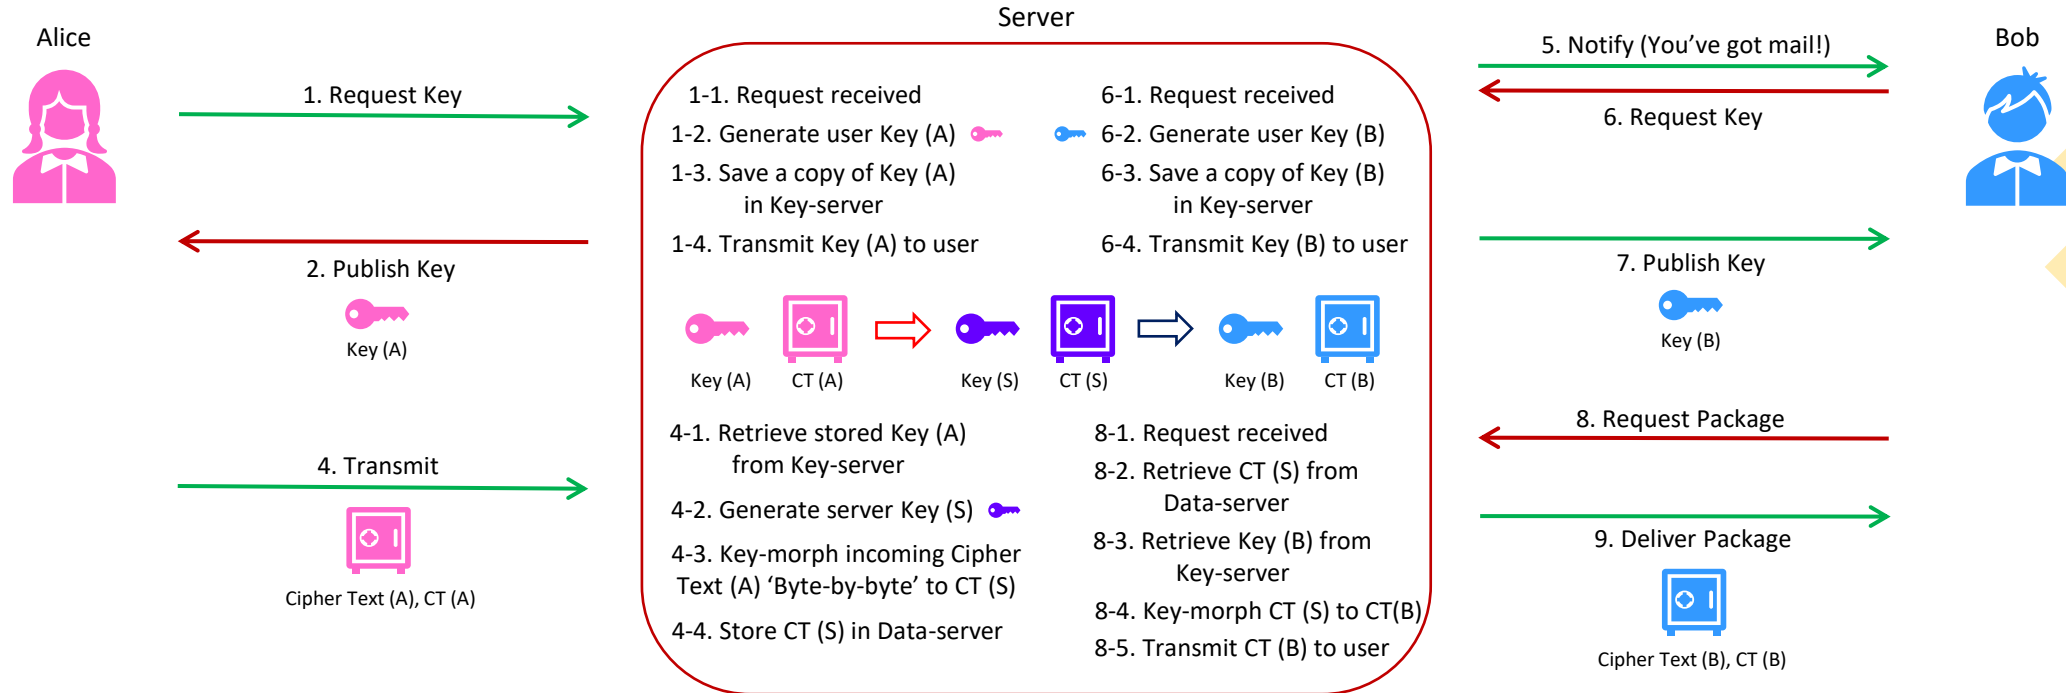 Server
Alice
1. Request Key
2. Publish Key
Key (A)
4. Transmit
Cipher Text (A), CT (A)
1-1. Request received
1-2. Generate user Key (A)
1-3. Save a copy of Key (A)
in Key-server
1-4. Transmit Key (A) to user
6-1. Request received
6-2. Generate user Key (B)
6-3. Save a copy of Key (B)
in Key-server
6-4. Transmit Key (B) to user
Key (A)
CT (A)
Key (S)
CT (S)
Key (B)
CT (B)
4-1. Retrieve stored Key (A)
from Key-server
4-2. Generate server Key (S)
4-3. Key-morph incoming Cipher
Text (A) ‘Byte-by-byte’ to CT (S)
4-4. Store CT (S) in Data-server
8-1. Request received
8-2. Retrieve CT (S) from
Data-server
8-3. Retrieve Key (B) from
Key-server
8-4. Key-morph CT (S) to CT(B)
8-5. Transmit CT (B) to user
5. Notify (You’ve got mail!)
Bob
6. Request Key
7. Publish Key
Key (B)
8. Request Package
9. Deliver Package
Cipher Text (B), CT (B)